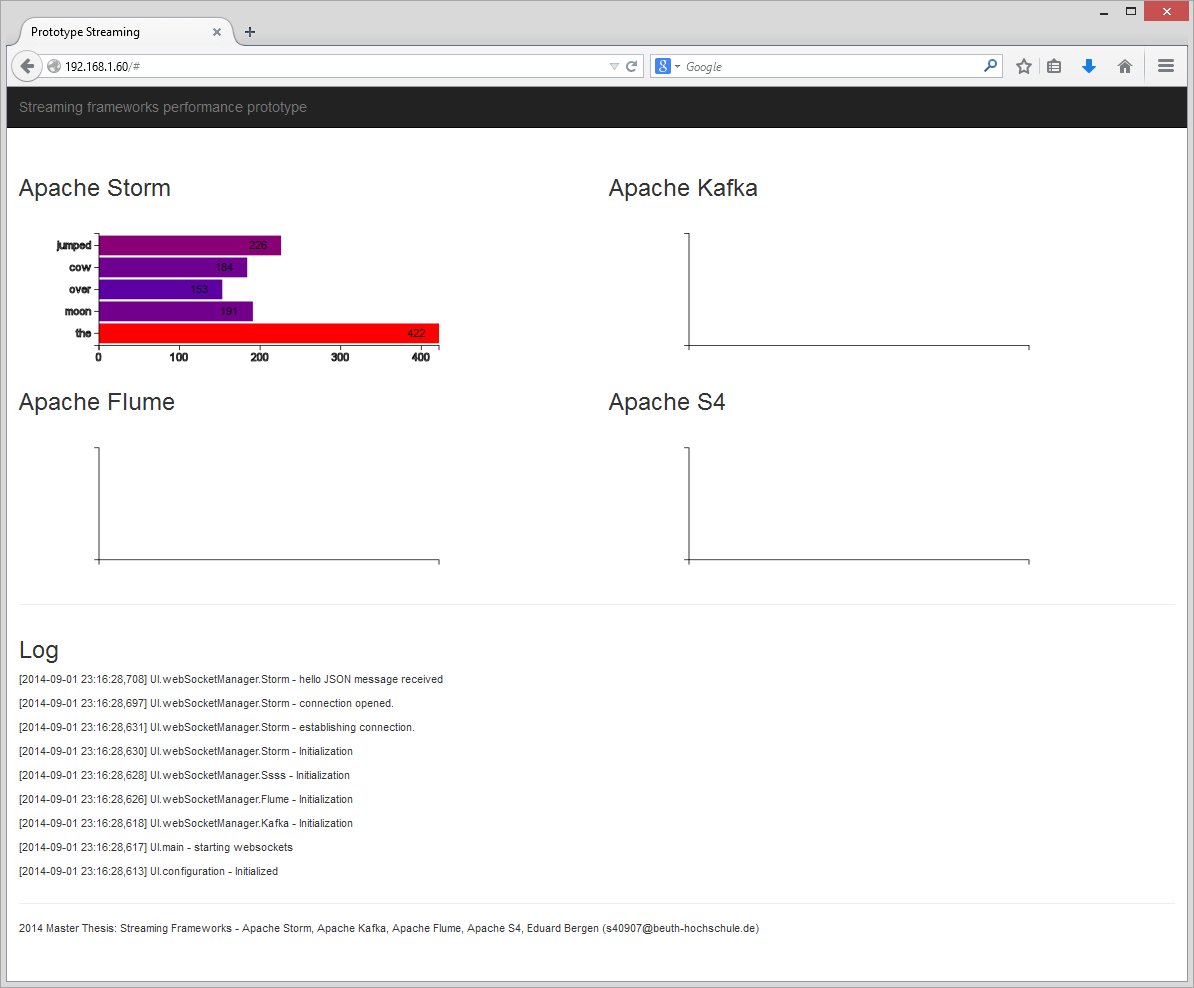 Prototype Streaming
192.168.1.60/#
Google
Streaming frameworks performance prototype
Apache Storm
jumped 226
cow 184
over 153
moon 191
the 422
0 100 200 300 400
Apache Kafka
Apache Flume
Apache S4
Log
[2014-09-01 23:16:28,708] UI.webSocketManager.Storm - hello JSON message received
[2014-09-01 23:16:28,697] UI.webSocketManager.Storm - connection opened.
[2014-09-01 23:16:28,631] UI.webSocketManager.Storm - establishing connection.
[2014-09-01 23:16:28,630] UI.webSocketManager.Storm - Initialization
[2014-09-01 23:16:28,628] UI.webSocketManager.Ssss - Initialization
[2014-09-01 23:16:28,626] UI.webSocketManager.Flume - Initialization
[2014-09-01 23:16:28,618] UI.webSocketManager.Kafka - Initialization
[2014-09-01 23:16:28,617] UI.main - starting websockets
[2014-09-01 23:16:28,613] UI.configuration - Initialized
2014 Master Thesis: Streaming Frameworks - Apache Storm, Apache Kafka, Apache Flume, Apache S4, Eduard Bergen (s40907@beuth-hochschule.de)